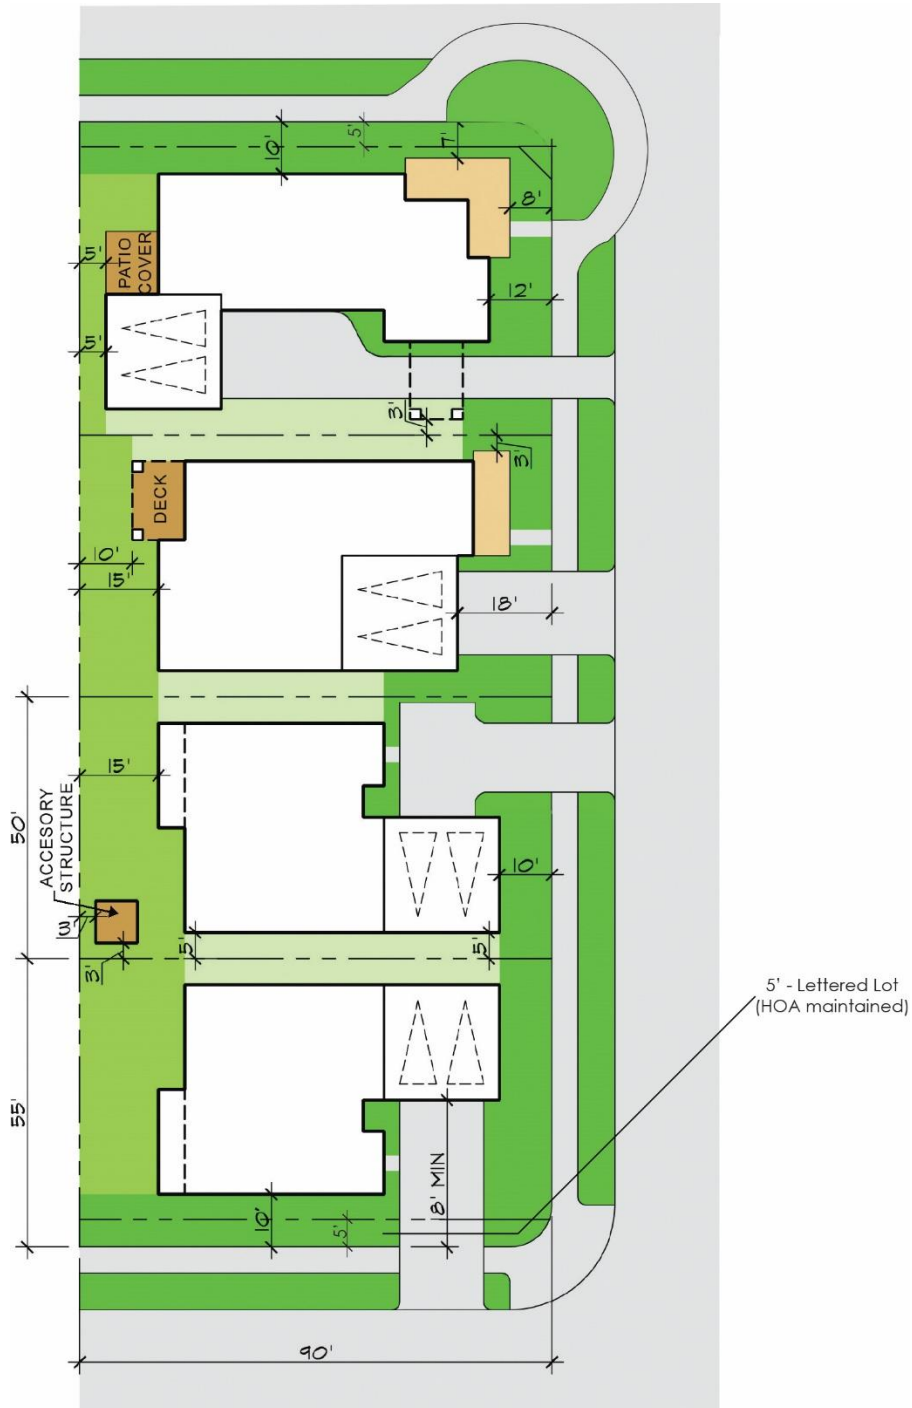 5'
10'
7'
8'
5'
PATIO
COVER
12'
5'
3'
3'
DECK
10'
15'
18'
15'
50'
ACCESORY
STRUCTURE
10'
3'
3'
5'
5'
5' - Lettered Lot
(HOA maintained)
55'
8' MIN
10'
5'
90'